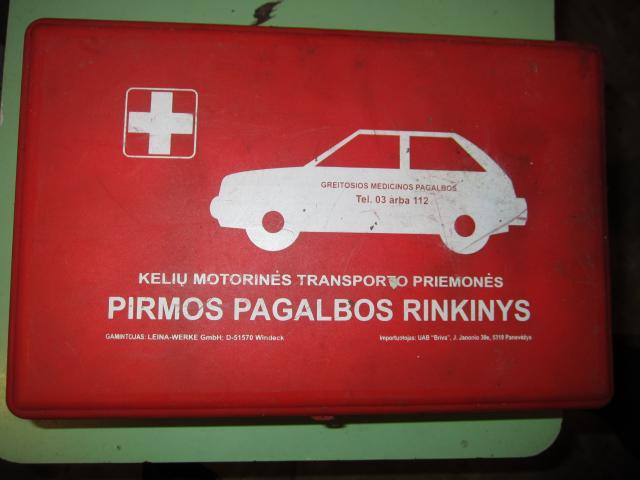 GREITOSIOS MEDICINOS PAGALBOS
Tel. 03 arba 112
KELIŲ MOTORINĖS TRANSPORTO PRIEMONĖS
PIRMOS PAGALBOS RINKINYS
GAMINTOJAS: LEINA-WERKE GmbH; D-51570 Windeck
Importuotojas: UAB "Briva", J. Janonio 30e, 5319 Panevėžys